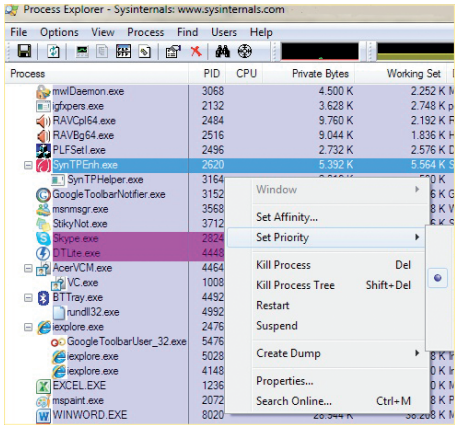 Process Explorer - Sysinternals: www.sysinternals.com
File Options View Process Find Users Help
Process PID CPU Private Bytes Working Set
mwlDaemon.exe 3068 4.500 K 2.252 K
igfxpers.exe 2132 3.628 K 2.748 K
RAVCpl64.exe 2484 9.760 K 2.192 K
RAVBg64.exe 2516 9.044 K 1.836 K
PLFSetI.exe 2496 2.732 K 2.576 K
SynTPEnh.exe 2620 5.392 K 5.564 K
SynTPHelper.exe 3164
GoogleToolbarNotifier.exe 3152
msnmsgr.exe 3568
StikyNot.exe 3712
Skype.exe 2824
DTLite.exe 4448
AcerVCM.exe 4464
VC.exe 1008
BTTray.exe 4492
rundll32.exe 4992
iexplore.exe 2476
GoogleToolbarUser_32.exe 5476
iexplore.exe 5028
iexplore.exe 4148
EXCEL.EXE 1236
mspaint.exe 2072
WINWORD.EXE 8020 28.544 K 38.208 K
Window
Set Affinity...
Set Priority
Kill Process Del
Kill Process Tree Shift+Del
Restart
Suspend
Create Dump
Properties...
Search Online... Ctrl+M